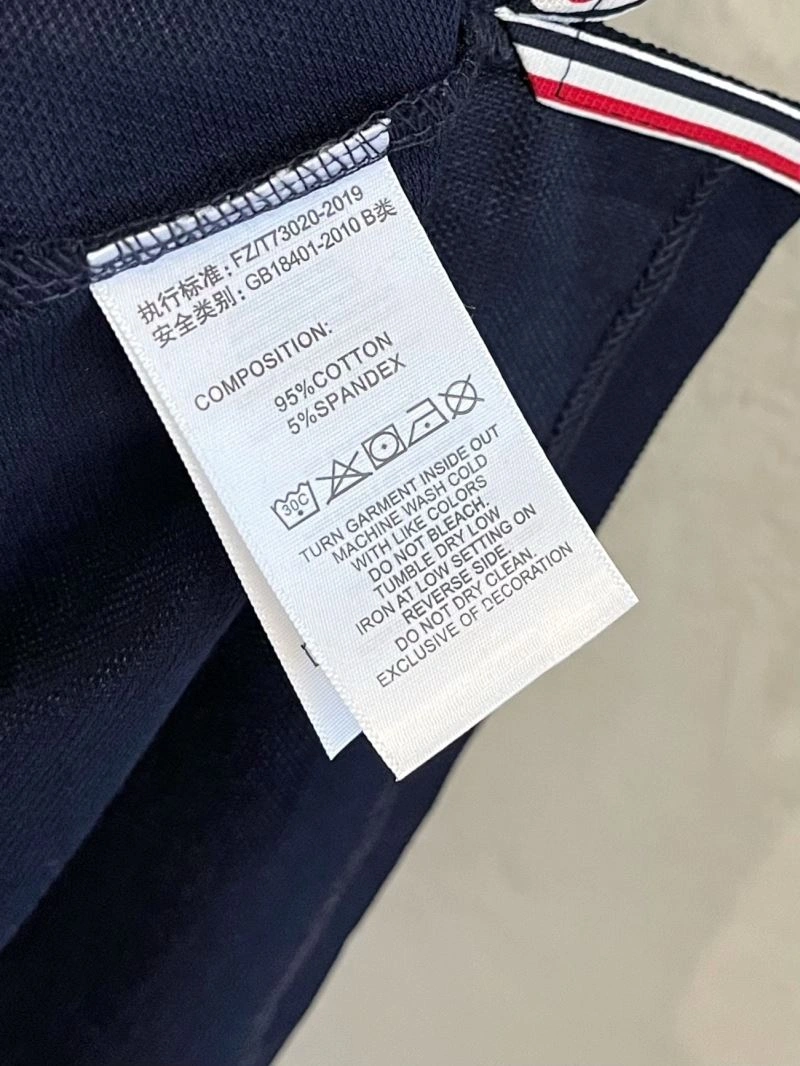 执行标准：FZ/T73020-2019
安全类别：GB18401-2010 B类
COMPOSITION:
95%COTTON
5%SPANDEX
30C
TURN GARMENT INSIDE OUT
MACHINE WASH COLD
WITH LIKE COLORS
DO NOT BLEACH.
TUMBLE DRY LOW
IRON AT LOW SETTING ON
REVERSE SIDE.
DO NOT DRY CLEAN.
EXCLUSIVE OF DECORATION